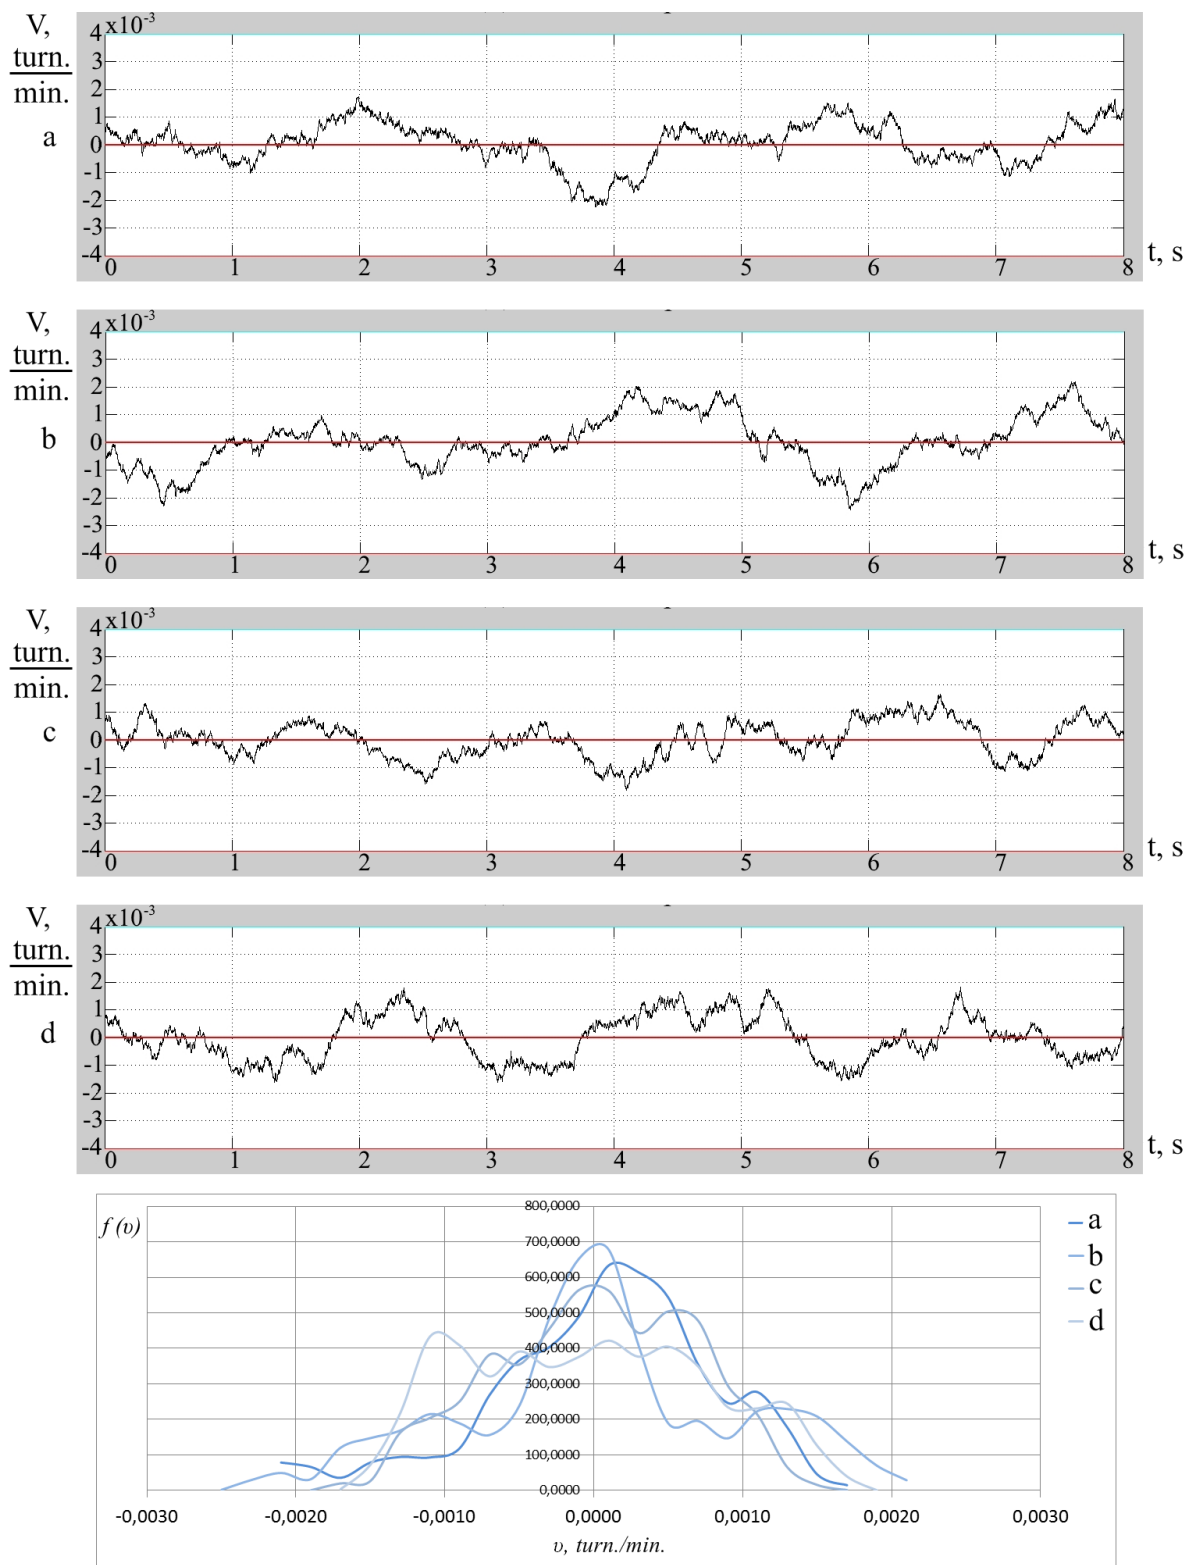 V,
turn.
min.
a
4 x10-3
3
2
1
0
-1
-2
-3
-4
0 1 2 3 4 5 6 7 8
t, s
V,
turn.
min.
b
4 x10-3
3
2
1
0
-1
-2
-3
-4
0 1 2 3 4 5 6 7 8
t, s
V,
turn.
min.
c
4 x10-3
3
2
1
0
-1
-2
-3
-4
0 1 2 3 4 5 6 7 8
t, s
V,
turn.
min.
d
4 x10-3
3
2
1
0
-1
-2
-3
-4
0 1 2 3 4 5 6 7 8
t, s
f (υ)
800,0000
700,0000
600,0000
500,0000
400,0000
300,0000
200,0000
100,0000
0,0000
-0,0030 -0,0020 -0,0010 0,0000 0,0010 0,0020 0,0030
υ, turn./min.
a
b
c
d